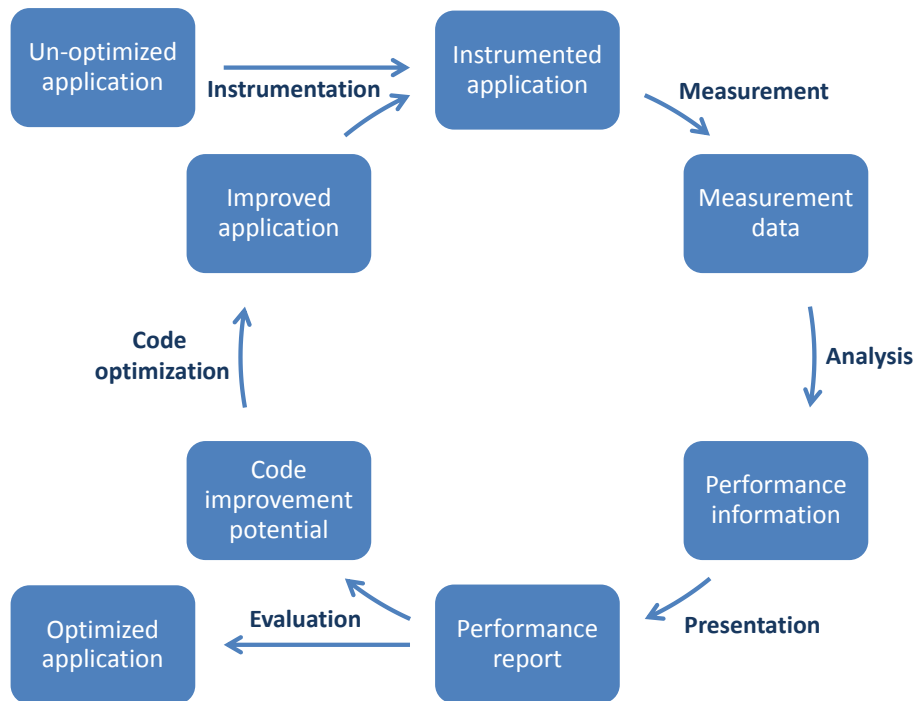 Un-optimized
application
Instrumentation
Instrumented
application
Measurement
Improved
application
Measurement
data
Code
optimization
Analysis
Code
improvement
potential
Performance
information
Optimized
application
Evaluation
Performance
report
Presentation